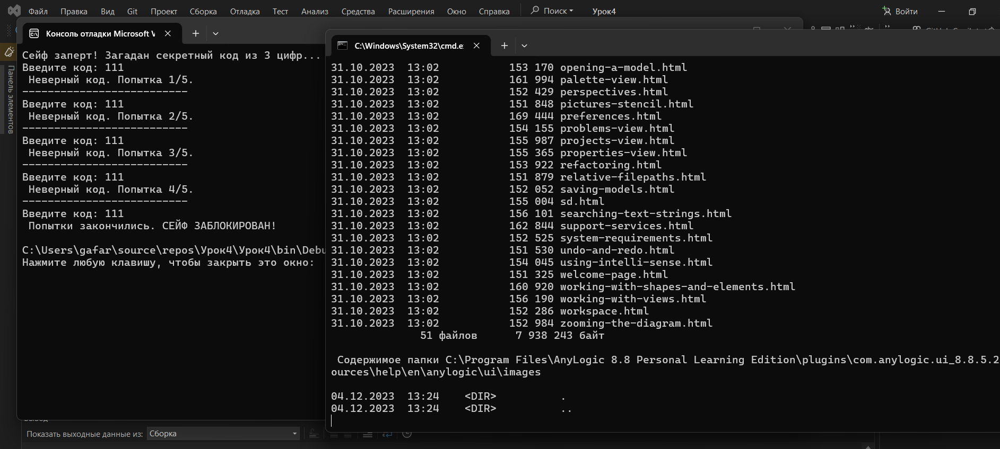 Файл Правка Вид Git Проект Сборка Отладка Тест Анализ Средства Расширения Окно Справка Поиск Урок4 Войти
Панель элементов
Консоль отладки Microsoft V
Сейф заперт! Загадан секретный код из 3 цифр...
Введите код: 111
Неверный код. Попытка 1/5.
--------------------------
Введите код: 111
Неверный код. Попытка 2/5.
--------------------------
Введите код: 111
Неверный код. Попытка 3/5.
--------------------------
Введите код: 111
Неверный код. Попытка 4/5.
--------------------------
Введите код: 111
Попытки закончились. СЕЙФ ЗАБЛОКИРОВАН!
C:\Users\gafar\source\repos\Урок4\Урок4\bin\Debu
Нажмите любую клавишу, чтобы закрыть это окно:
C:\Windows\System32\cmd.e
31.10.2023 13:02 153 170 opening-a-model.html
31.10.2023 13:02 161 994 palette-view.html
31.10.2023 13:02 152 429 perspectives.html
31.10.2023 13:02 151 848 pictures-stencil.html
31.10.2023 13:02 169 444 preferences.html
31.10.2023 13:02 154 155 problems-view.html
31.10.2023 13:02 155 987 projects-view.html
31.10.2023 13:02 155 365 properties-view.html
31.10.2023 13:02 153 922 refactoring.html
31.10.2023 13:02 151 879 relative-filepaths.html
31.10.2023 13:02 152 052 saving-models.html
31.10.2023 13:02 155 004 sd.html
31.10.2023 13:02 156 101 searching-text-strings.html
31.10.2023 13:02 162 844 support-services.html
31.10.2023 13:02 152 525 system-requirements.html
31.10.2023 13:02 151 530 undo-and-redo.html
31.10.2023 13:02 154 045 using-intelli-sense.html
31.10.2023 13:02 151 325 welcome-page.html
31.10.2023 13:02 160 920 working-with-shapes-and-elements.html
31.10.2023 13:02 156 190 working-with-views.html
31.10.2023 13:02 152 286 workspace.html
31.10.2023 13:02 152 984 zooming-the-diagram.html
51 файлов 7 938 243 байт
Содержимое папки C:\Program Files\AnyLogic 8.8 Personal Learning Edition\plugins\com.anylogic.ui_8.8.5.2
ources\help\en\anylogic\ui\images
04.12.2023 13:24 <DIR> .
04.12.2023 13:24 <DIR> ..
Показать выходные данные из: Сборка